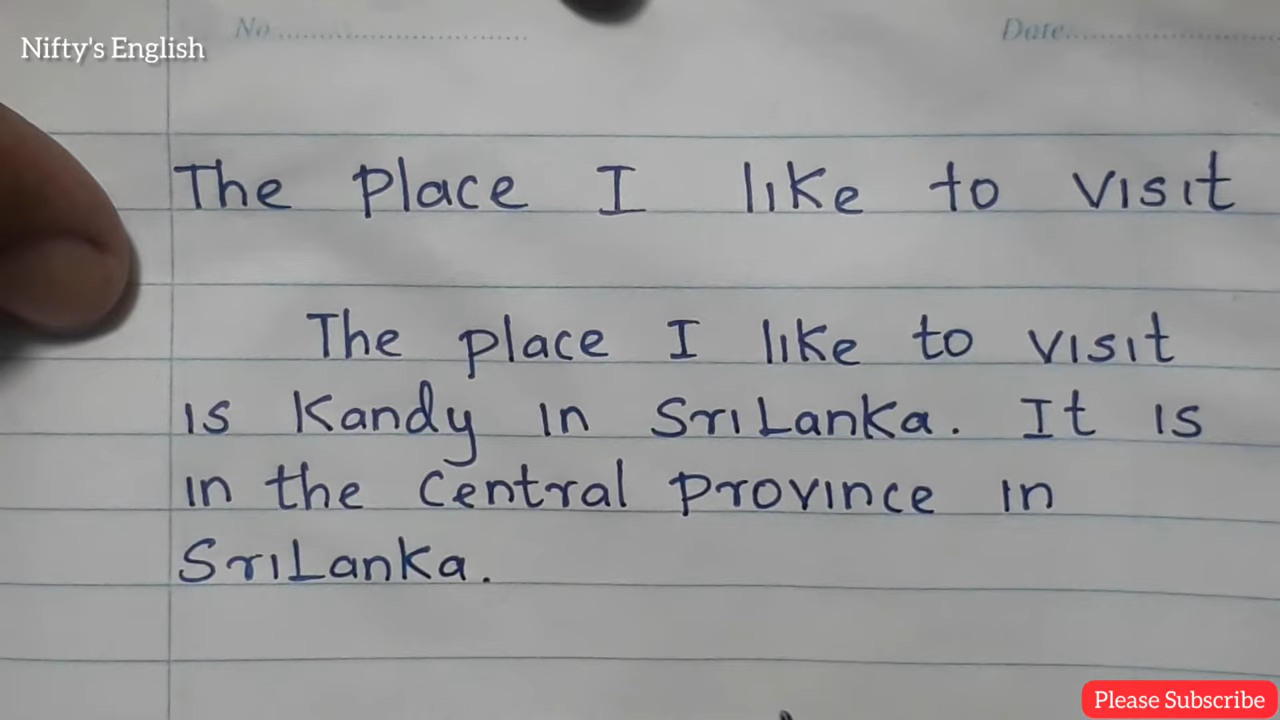 Nifty's English
No..............................
Date..............................
The place I like to visit
The place I like to visit
is Kandy in SriLanka. It is
in the Central province in
SriLanka.
Please Subscribe